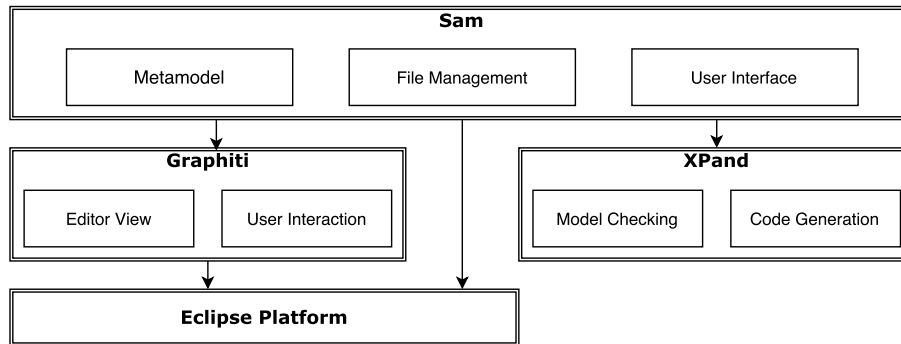 Sam
Metamodel
File Management
User Interface
Graphiti
Editor View
User Interaction
XPand
Model Checking
Code Generation
Eclipse Platform